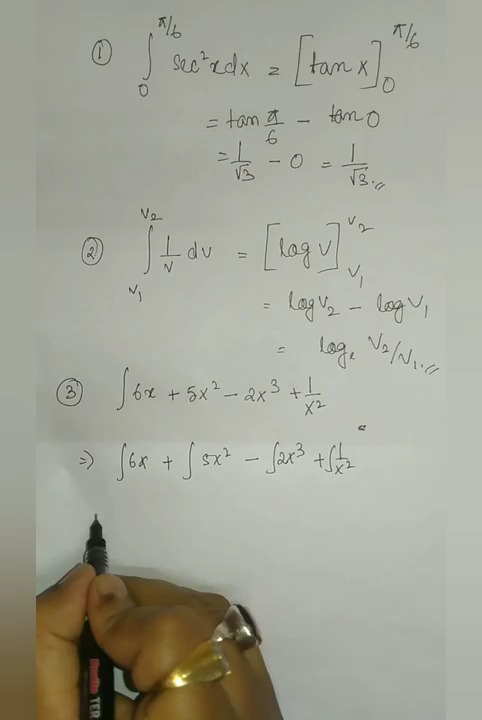 ① ∫₀^π/6 sec²x dx = [tan x]₀^π/6
= tan π/6 - tan 0
= 1/√3 - 0 = 1/√3 .,,
② ∫_V₁^V₂ 1/V dv = [log V]_V₁^V₂
= log V₂ - log V₁
= logₑ V₂/V₁ .,,
③ ∫6x + 5x² - 2x³ + 1/x²
⇒ ∫6x + ∫5x² - ∫2x³ + ∫1/x²